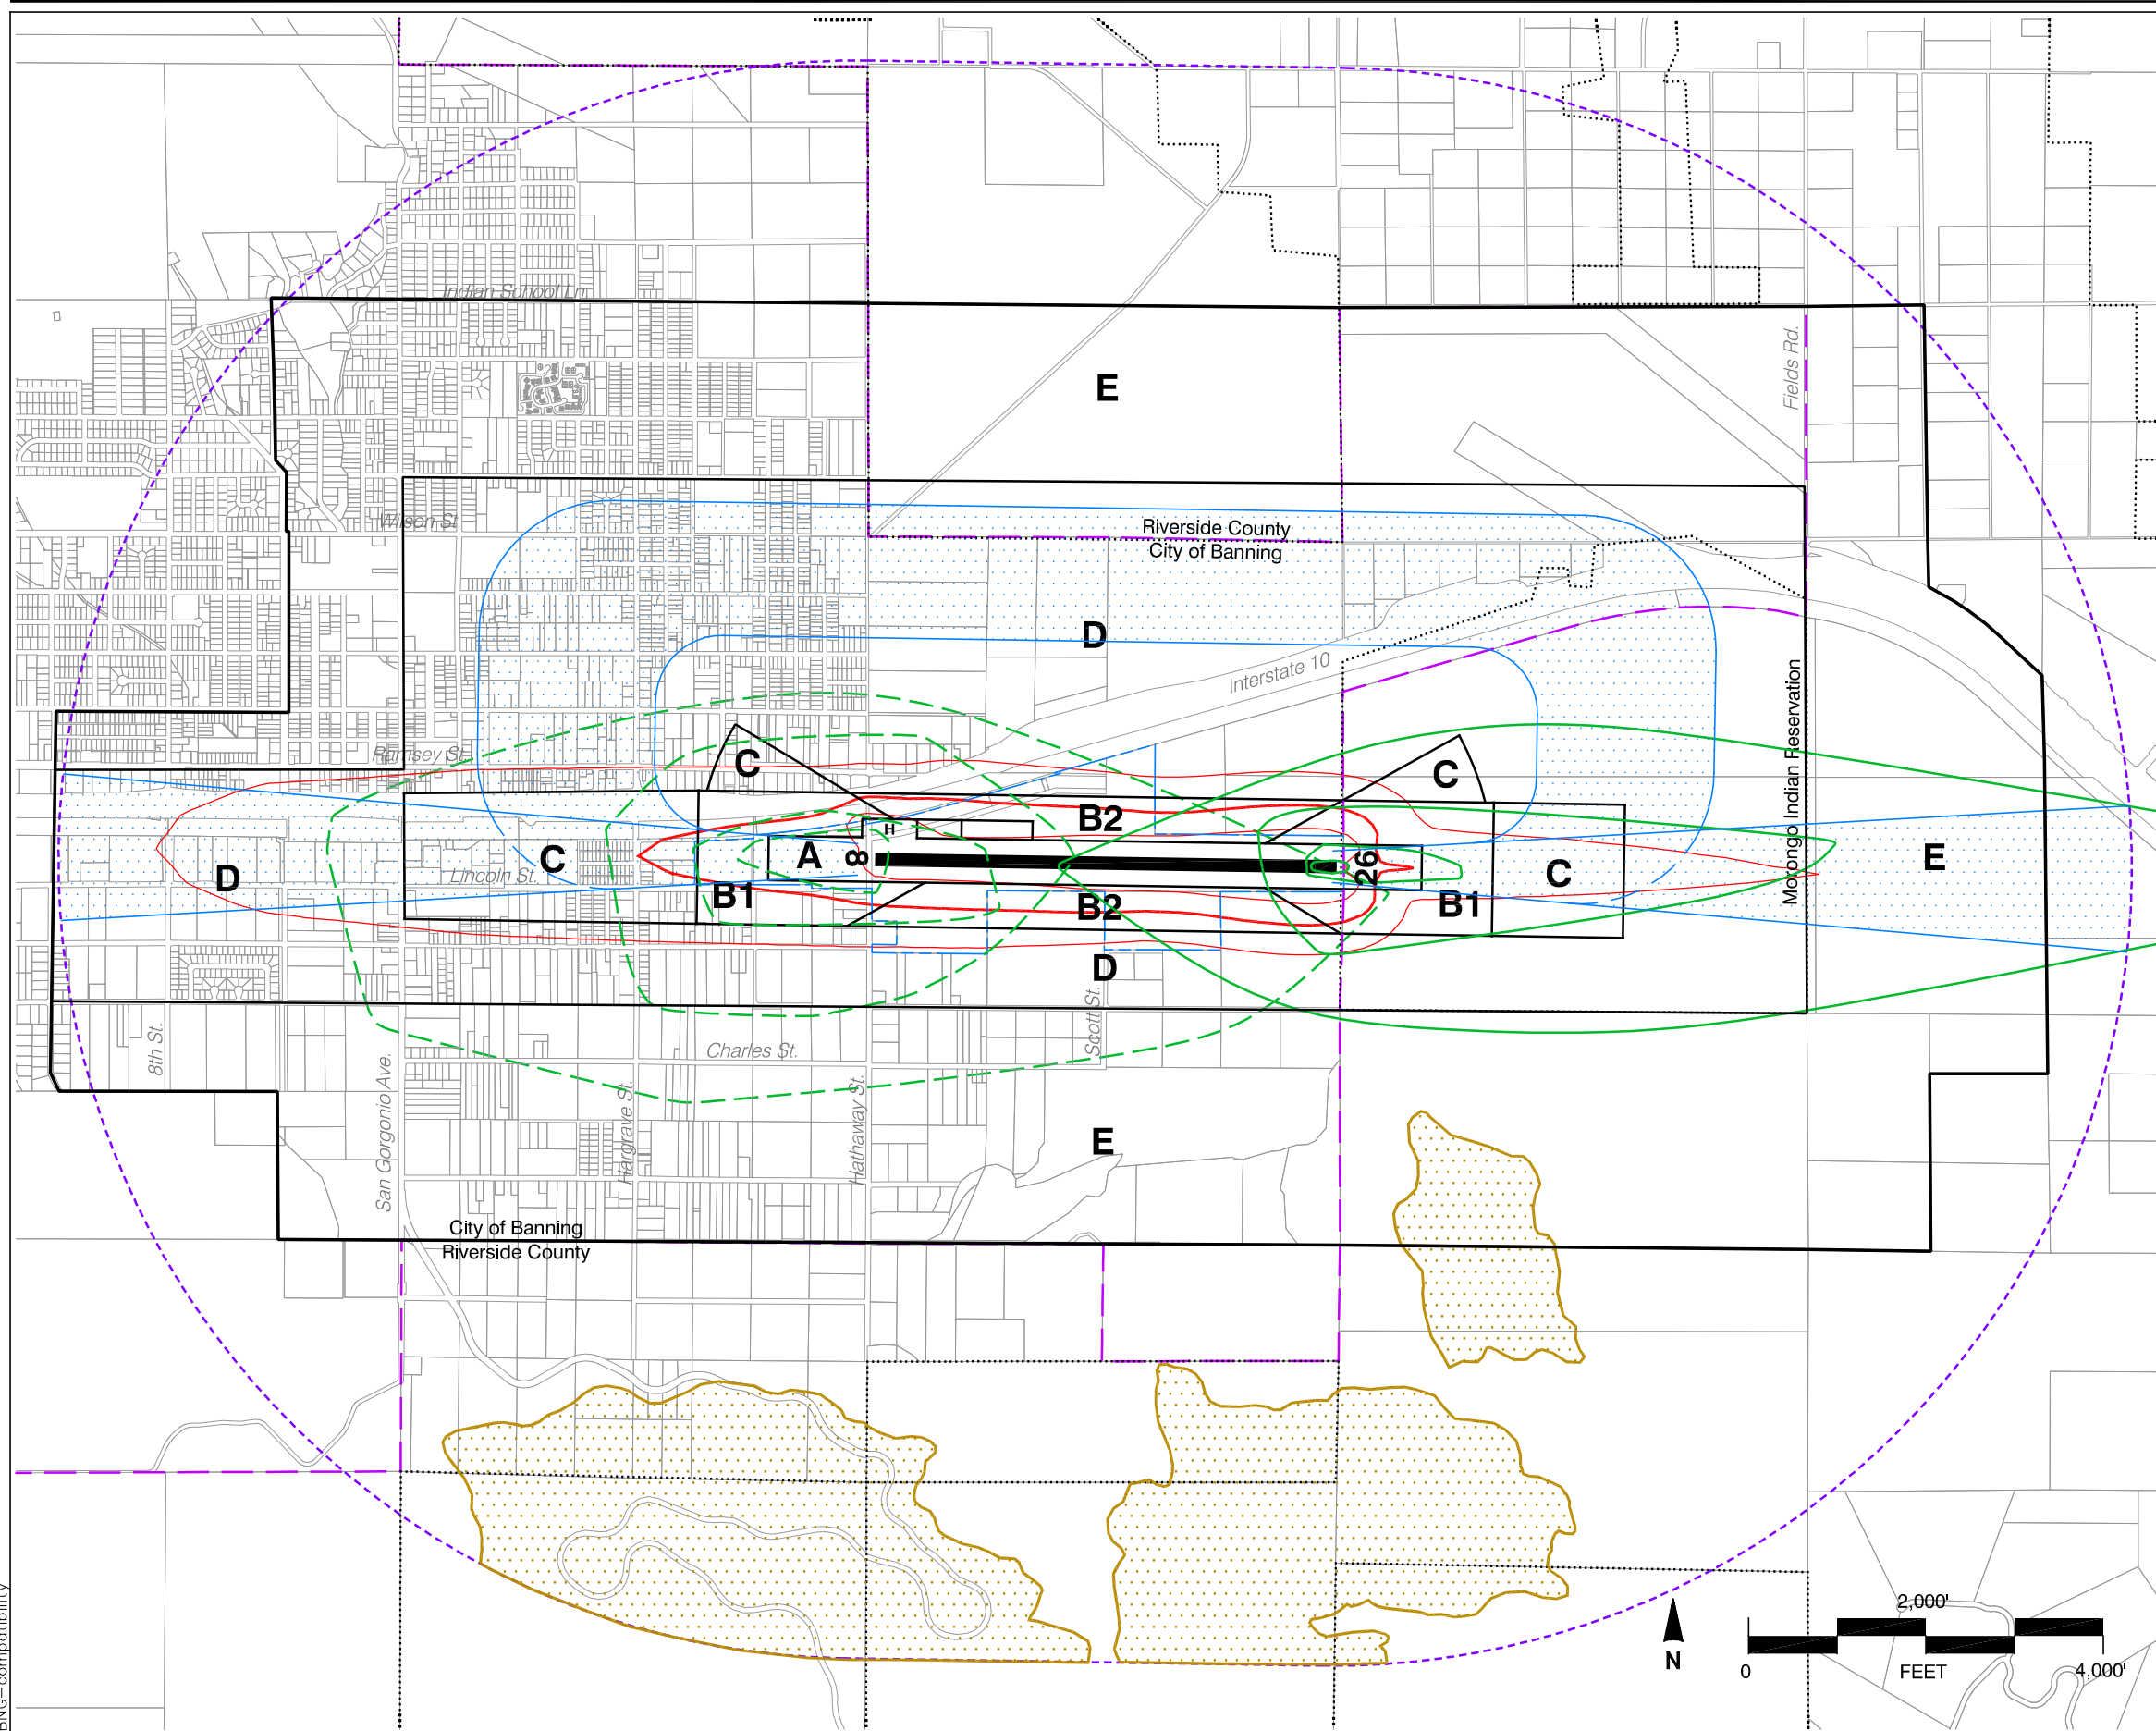 Indian School Ln.
Fields Rd.
E
Wilson St.
Riverside County
City of Banning
D
Interstate 10
Morongo Indian Reservation
Ramsey St.
C
C
B2
H
A
8
26
C
D
Lincoln St.
B1
B2
B1
C
E
D
Scott St.
8th St.
San Gorgonio Ave.
Charles St.
Hargrave St.
Hathaway St.
E
City of Banning
Riverside County
2,000'
N
0
FEET
4,000'